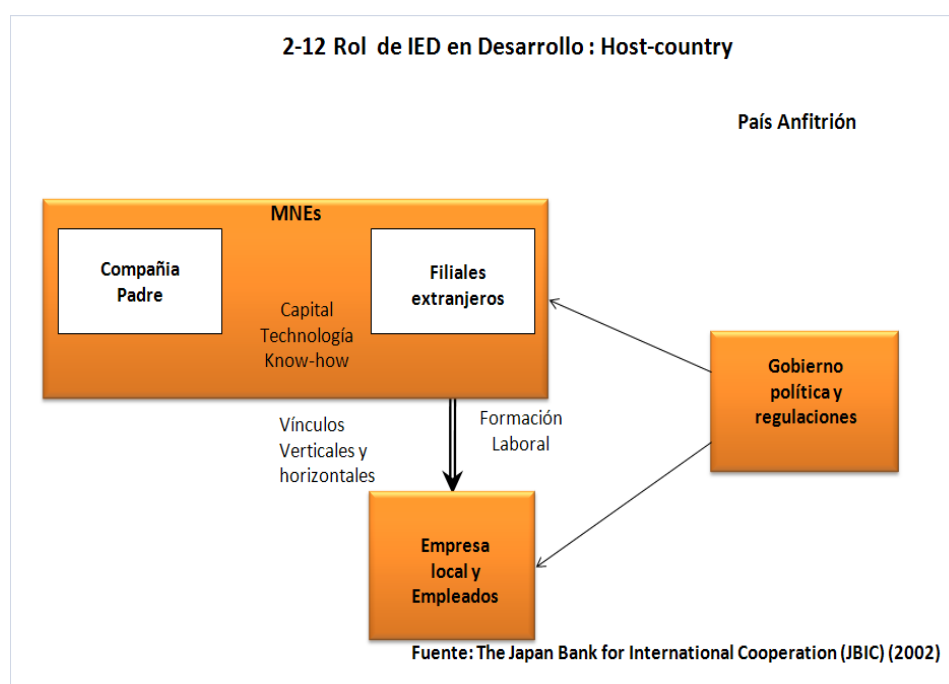 2-12 Rol de IED en Desarrollo : Host-country
País Anfitrión
MNEs
Compañia
Padre
Filiales
extranjeros
Capital
Technología
Know-how
Gobierno
política y
regulaciones
Vínculos
Verticales y
horizontales
Formación
Laboral
Empresa
local y
Empleados
Fuente: The Japan Bank for International Cooperation (JBIC) (2002)